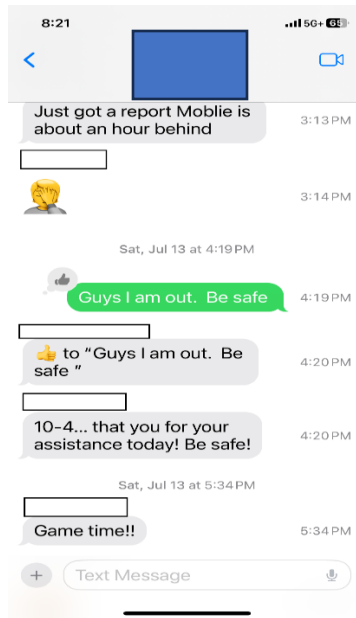 8:21
5G+ 63
Just got a report Moblie is
about an hour behind
3:13 PM
3:14 PM
Sat, Jul 13 at 4:19 PM
Guys I am out.  Be safe
4:19 PM
👍 to “Guys I am out.  Be
safe ”
4:20 PM
10-4... that you for your
assistance today! Be safe!
4:20 PM
Sat, Jul 13 at 5:34 PM
Game time!!
5:34 PM
Text Message